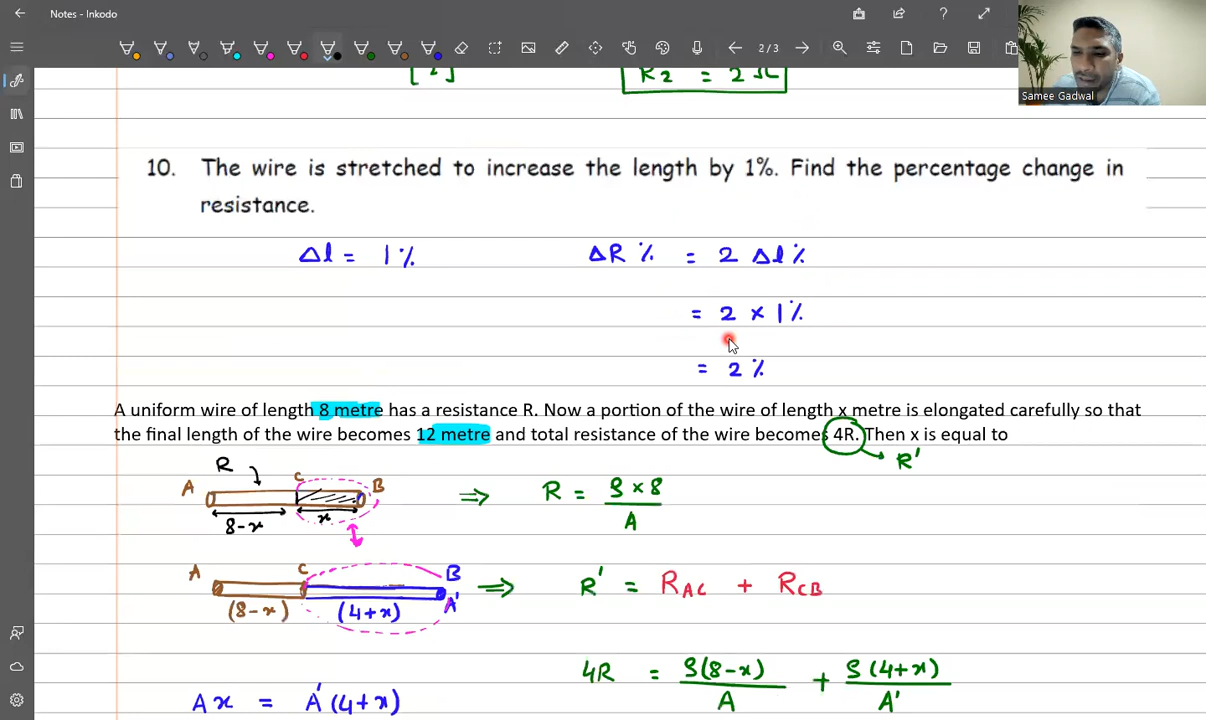 Notes - Inkodo
2 / 3
Samee Gadwal
R2 = 2 Ω
10. The wire is stretched to increase the length by 1%. Find the percentage change in
resistance.
Δl = 1 % ΔR % = 2 Δl %
= 2 × 1 %
= 2 %
A uniform wire of length 8 metre has a resistance R. Now a portion of the wire of length x metre is elongated carefully so that
the final length of the wire becomes 12 metre and total resistance of the wire becomes 4R. Then x is equal to
R'
R
A C B
8-x x
R = ρ × 8 / A
A C B
A'
(8-x) (4+x)
R' = RAC + RCB
4R = ρ(8-x) / A + ρ(4+x) / A'
Ax = A'(4+x)